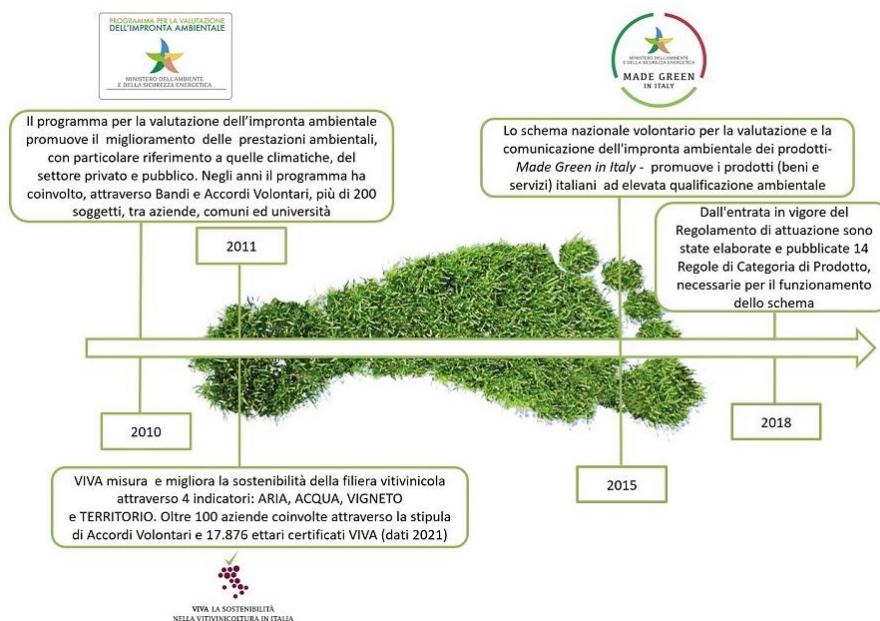 PROGRAMMA PER LA VALUTAZIONE
DELL'IMPRONTA AMBIENTALE
MINISTERO DELL'AMBIENTE
E DELLA SICUREZZA ENERGETICA
Il programma per la valutazione dell'impronta ambientale
promuove il miglioramento delle prestazioni ambientali,
con particolare riferimento a quelle climatiche, del
settore privato e pubblico. Negli anni il programma ha
coinvolto, attraverso Bandi e Accordi Volontari, più di 200
soggetti, tra aziende, comuni ed università
MINISTERO DELL'AMBIENTE
E DELLA SICUREZZA ENERGETICA
MADE GREEN
IN ITALY
Lo schema nazionale volontario per la valutazione e la
comunicazione dell'impronta ambientale dei prodotti-
Made Green in Italy - promuove i prodotti (beni e
servizi) italiani ad elevata qualificazione ambientale
Dall'entrata in vigore del
Regolamento di attuazione sono
state elaborate e pubblicate 14
Regole di Categoria di Prodotto,
necessarie per il funzionamento
dello schema
2011
2010
2015
2018
VIVA misura e migliora la sostenibilità della filiera vitivinicola
attraverso 4 indicatori: ARIA, ACQUA, VIGNETO
e TERRITORIO. Oltre 100 aziende coinvolte attraverso la stipula
di Accordi Volontari e 17.876 ettari certificati VIVA (dati 2021)
VIVA LA SOSTENIBILITÀ
NELLA VITIVINICOLTURA IN ITALIA